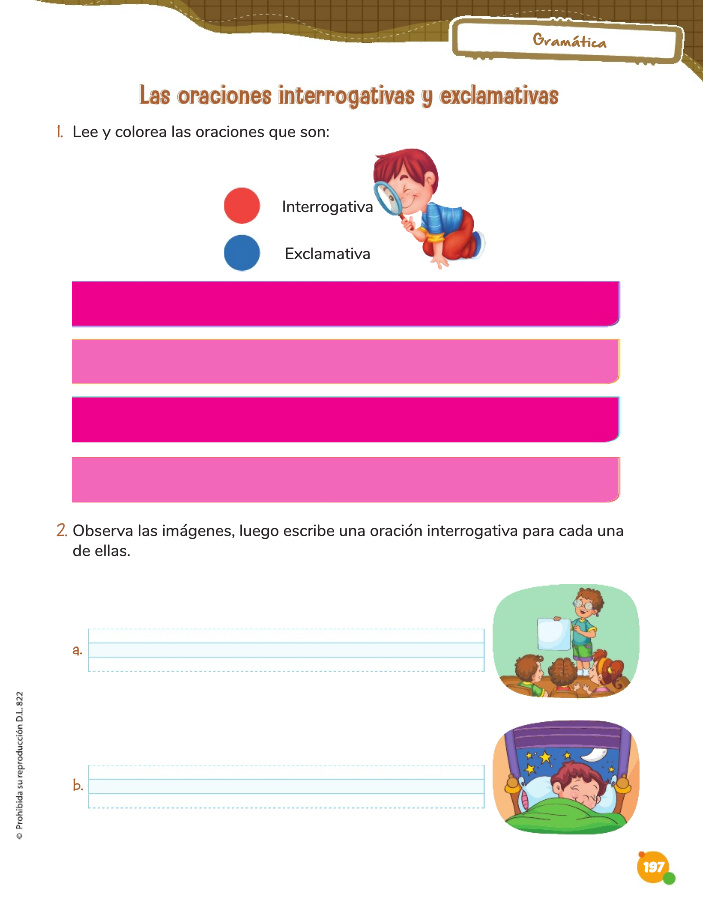 Gramática
Las oraciones interrogativas y exclamativas
1. Lee y colorea las oraciones que son:
Interrogativa
Exclamativa
2. Observa las imágenes, luego escribe una oración interrogativa para cada una
de ellas.
a.
b.
© Prohibida su reproducción D.L. 822
197